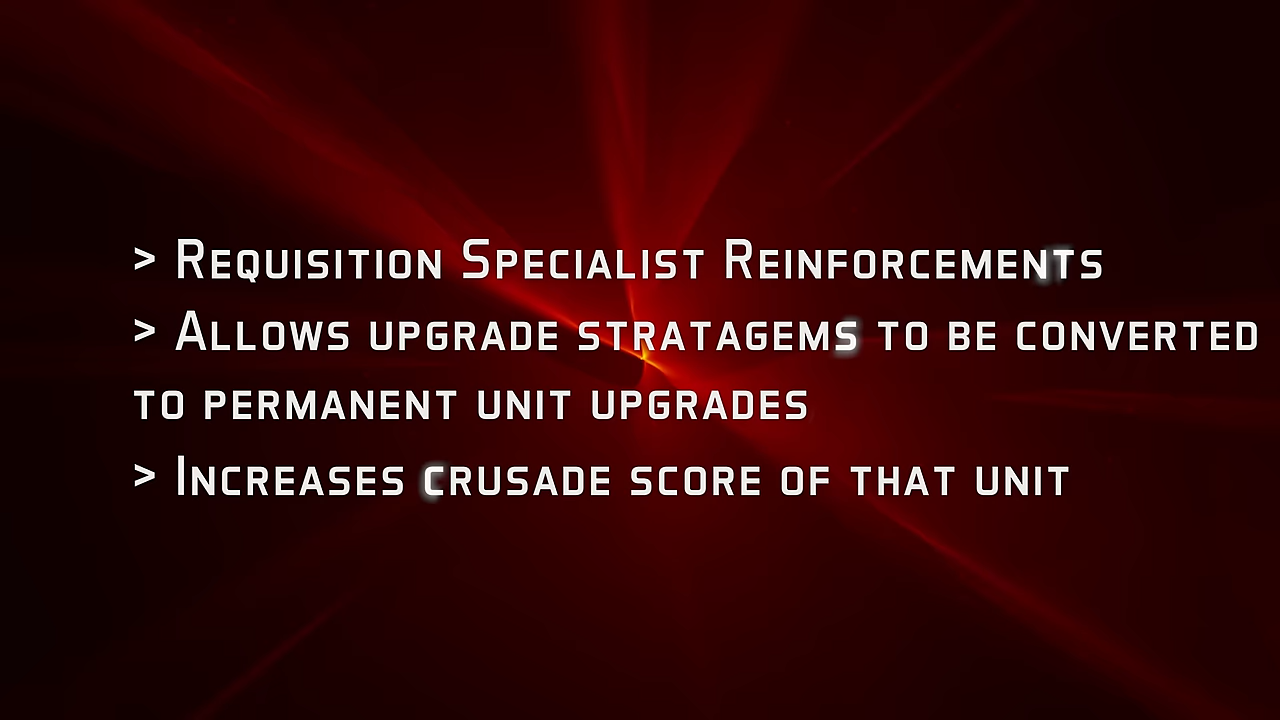 > Requisition Specialist Reinforcements
> Allows upgrade stratagems to be converted
to permanent unit upgrades
> Increases crusade score of that unit